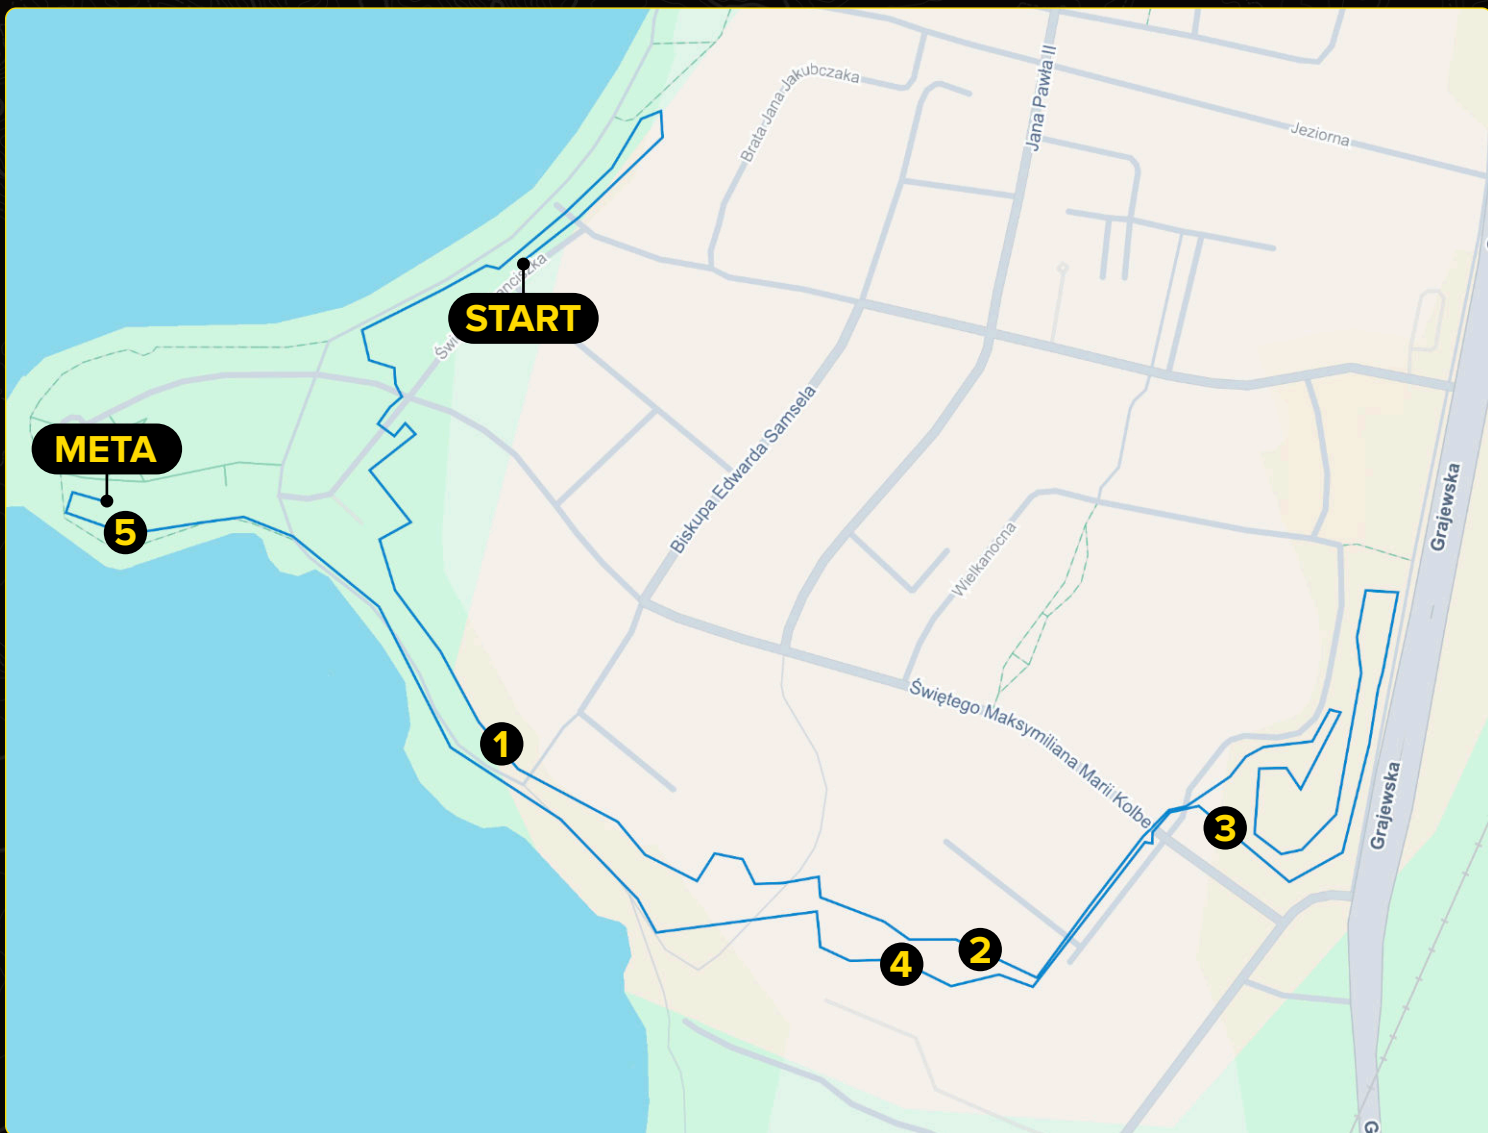 Jana Pawła II
Brata Jana Jakubczaka
Jeziorna
START
META
Biskupa Edwarda Samsela
Wielkanocna
Grajewska
5
Świętego Maksymiliana Marii Kolbe
1
Grajewska
3
2
4